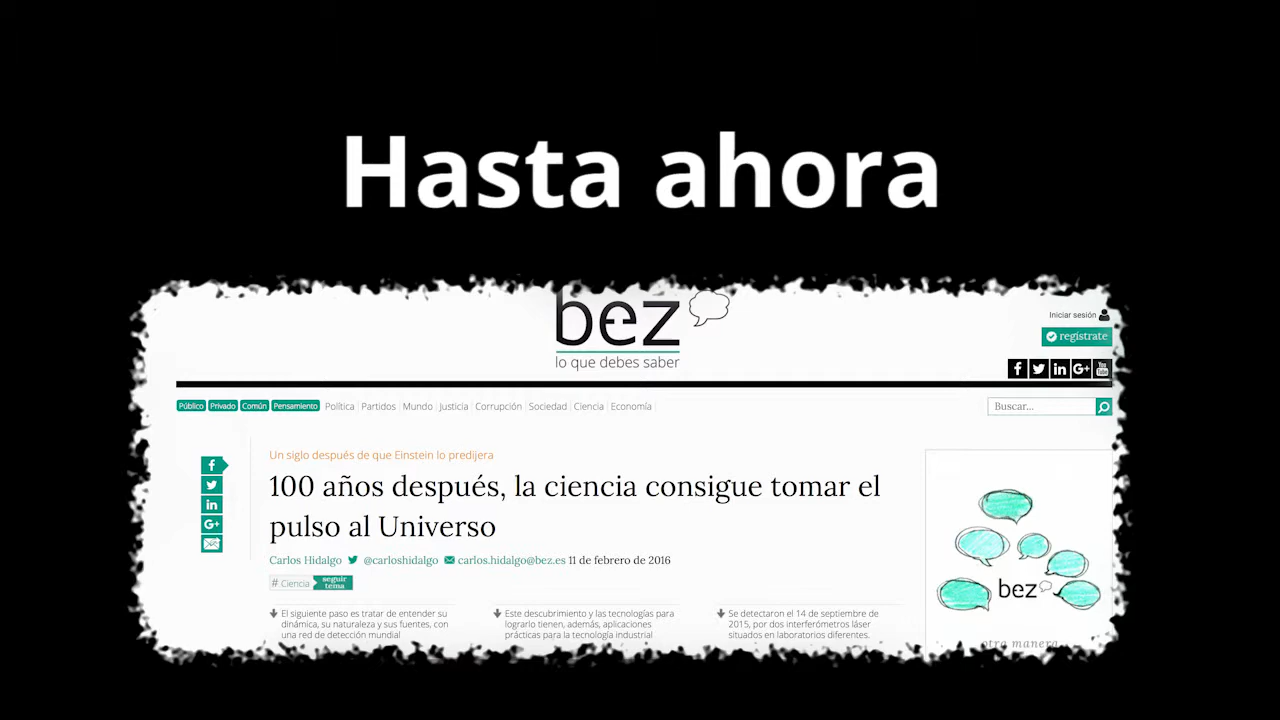 Hasta ahora
bez
lo que debes saber
Iniciar sesión
regístrate
Público Privado Común Pensamiento Política Partidos Mundo Justicia Corrupción Sociedad Ciencia Economía
Buscar...
Un siglo después de que Einstein lo predijera
100 años después, la ciencia consigue tomar el
pulso al Universo
Carlos Hidalgo @carloshidalgo carlos.hidalgo@bez.es 11 de febrero de 2016
# Ciencia seguir tema
El siguiente paso es tratar de entender su
dinámica, su naturaleza y sus fuentes, con
una red de detección mundial
Este descubrimiento y las tecnologías para
lograrlo tienen, además, aplicaciones
prácticas para la tecnología industrial
Se detectaron el 14 de septiembre de
2015, por dos interferómetros láser
situados en laboratorios diferentes.
bez
otra manera